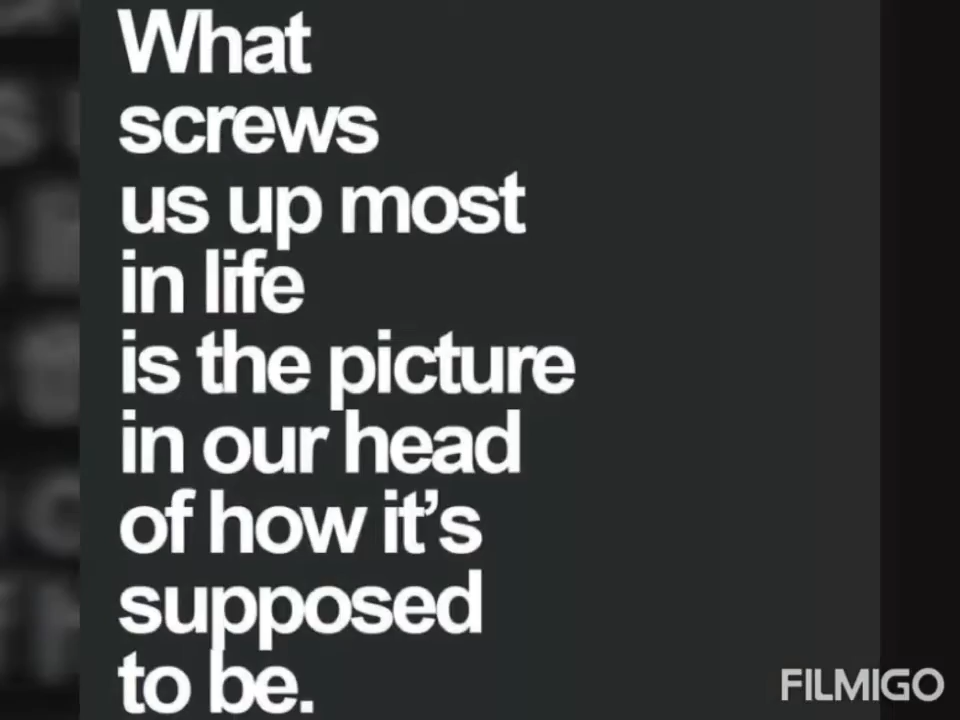 What
screws
us up most
in life
is the picture
in our head
of how it’s
supposed
to be.
FILMIGO